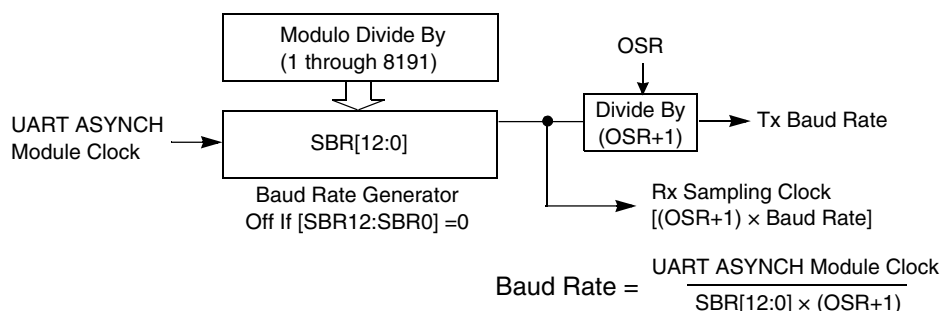 Modulo Divide By
(1 through 8191)
OSR
UART ASYNCH
Module Clock
SBR[12:0]
Divide By
(OSR+1)
Tx Baud Rate
Baud Rate Generator
Off If [SBR12:SBR0] =0
Rx Sampling Clock
[(OSR+1) × Baud Rate]
Baud Rate =
UART ASYNCH Module Clock
SBR[12:0] × (OSR+1)